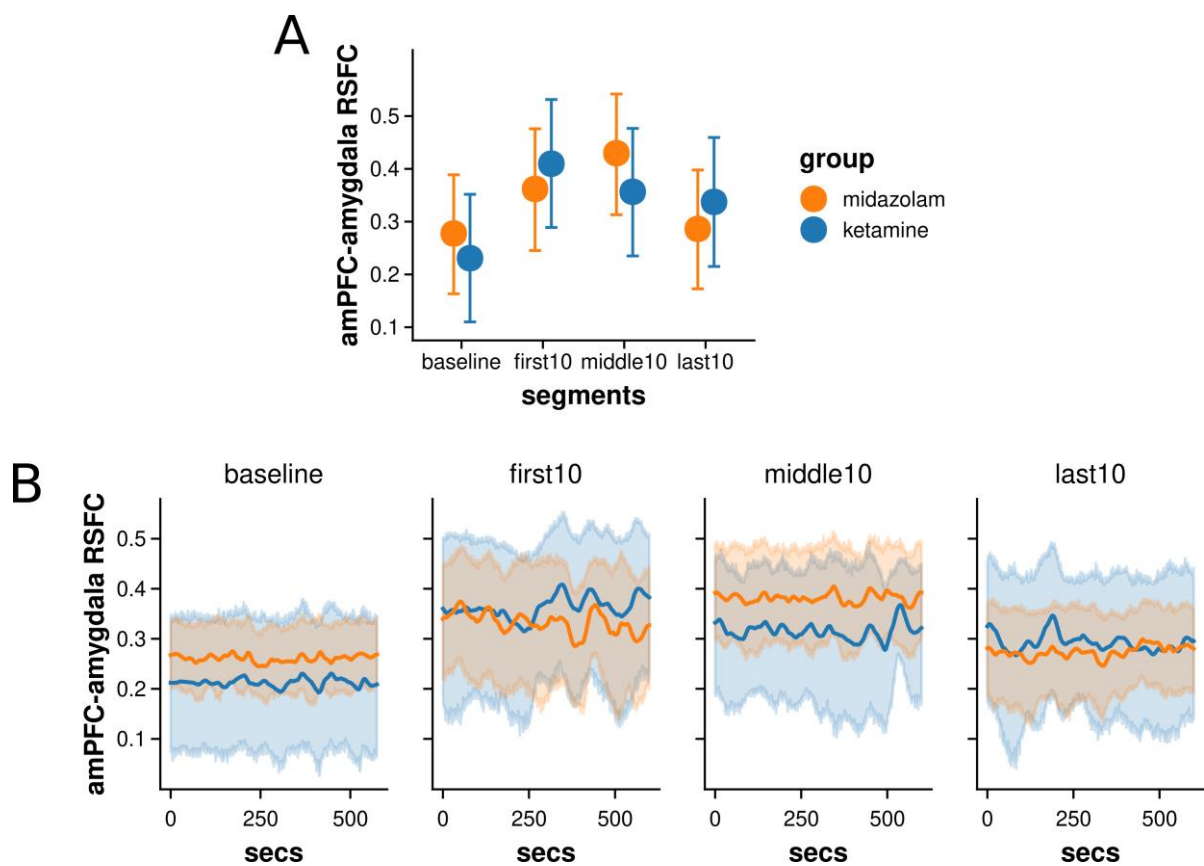 A
amPFC-amygdala RSFC
0.5
0.4
0.3
0.2
0.1
baseline first10 middle10 last10
segments
group
midazolam
ketamine
B
baseline first10 middle10 last10
amPFC-amygdala RSFC
0.5
0.4
0.3
0.2
0.1
0 250 500 0 250 500 0 250 500 0 250 500
secs secs secs secs